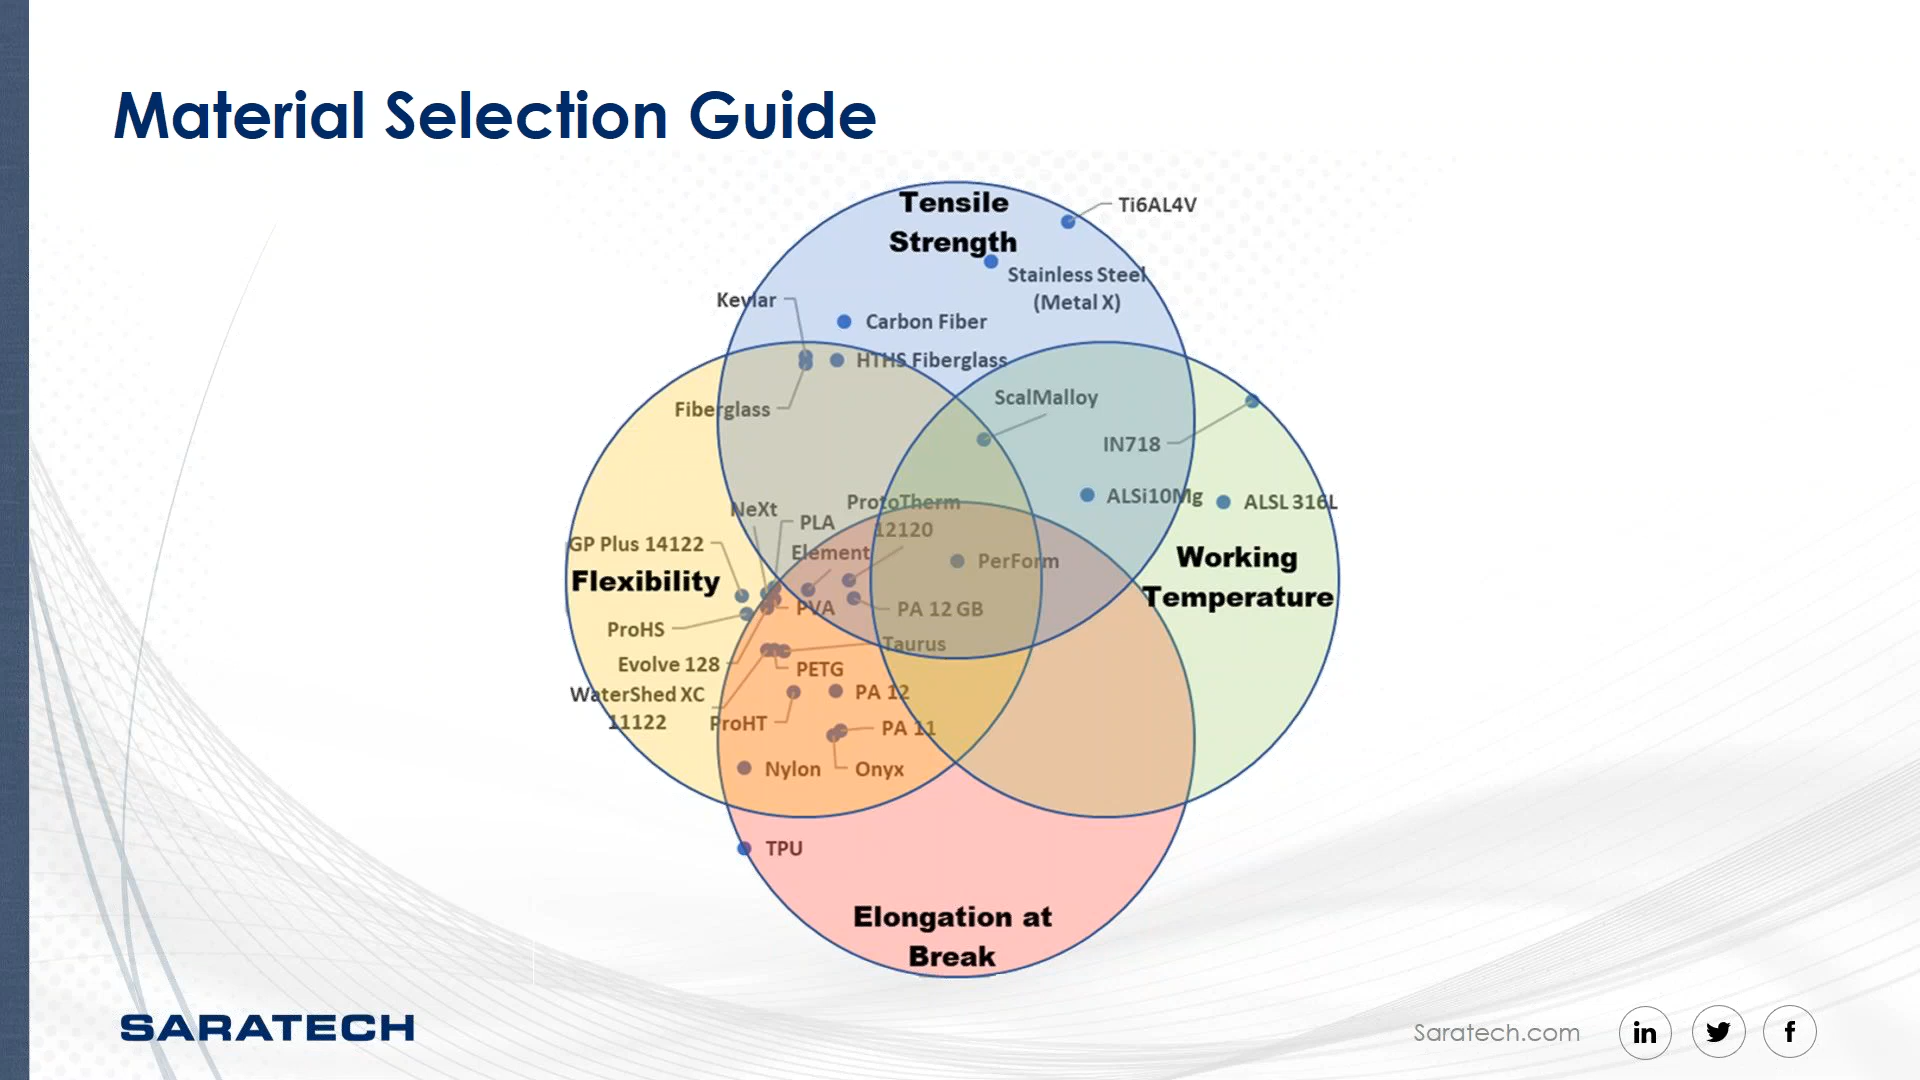 Material Selection Guide
Tensile
Strength
Ti6AL4V
Stainless Steel
(Metal X)
Kevlar
Carbon Fiber
HTHS Fiberglass
Fiberglass
ScalMalloy
IN718
ALSi10Mg
ALSL 316L
NeXt
PLA
ProtoTherm
12120
Element
GP Plus 14122
Flexibility
PerForm
Working
Temperature
PVA
PA 12 GB
ProHS
Taurus
Evolve 128
PETG
WaterShed XC
11122
PA 12
ProHT
PA 11
Nylon
Onyx
TPU
Elongation at
Break
SARATECH
Saratech.com
in
f